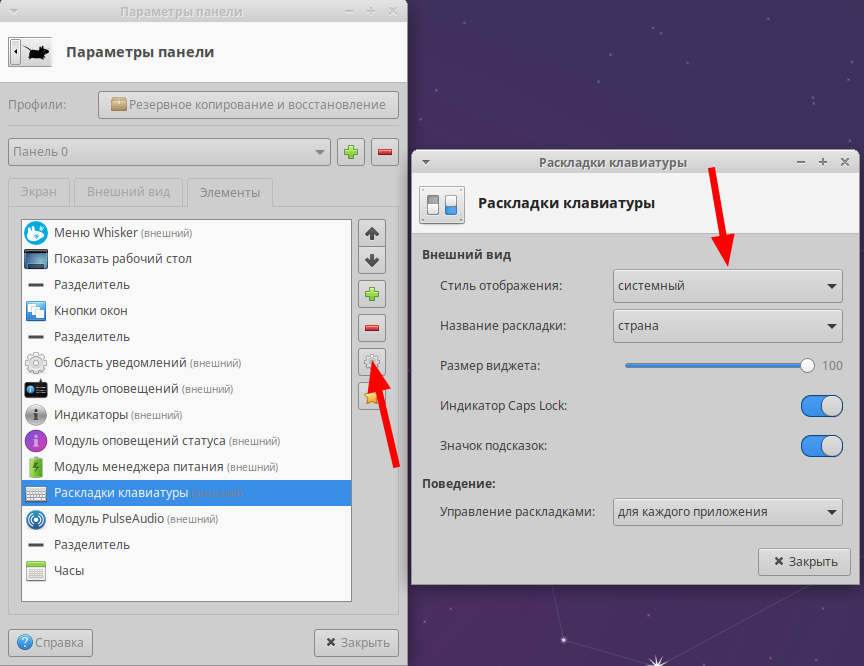 Параметры панели
Параметры панели
Профили:
Резервное копирование и восстановление
Панель 0
Экран
Внешний вид
Элементы
Меню Whisker (внешний)
Показать рабочий стол
Разделитель
Кнопки окон
Разделитель
Область уведомлений (внешний)
Модуль оповещений (внешний)
Индикаторы (внешний)
Модуль оповещений статуса (внешний)
Модуль менеджера питания (внешний)
Раскладки клавиатуры (внешний)
Модуль PulseAudio (внешний)
Разделитель
Часы
Справка
Закрыть
Раскладки клавиатуры
Раскладки клавиатуры
Внешний вид
Стиль отображения:
системный
Название раскладки:
страна
Размер виджета:
100
Индикатор Caps Lock:
Значок подсказок:
Поведение:
Управление раскладками:
для каждого приложения
Закрыть